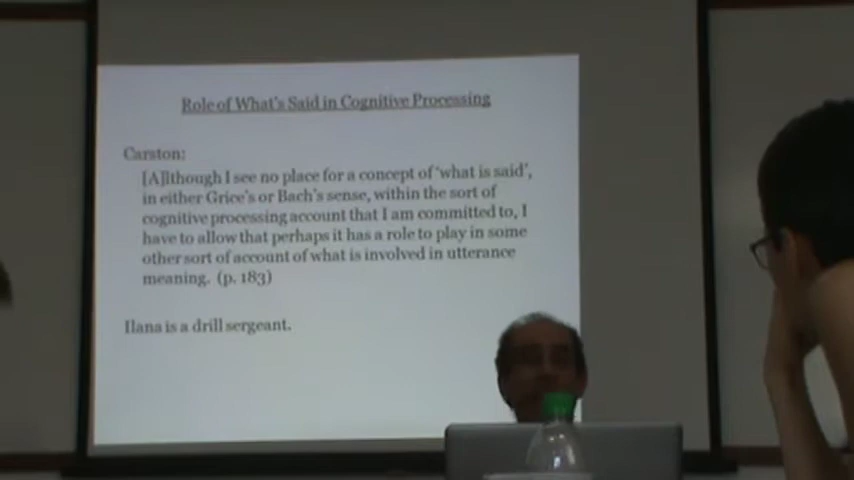 Role of What's Said in Cognitive Processing
Carston:
[A]lthough I see no place for a concept of 'what is said',
in either Grice's or Bach's sense, within the sort of
cognitive processing account that I am committed to, I
have to allow that perhaps it has a role to play in some
other sort of account of what is involved in utterance
meaning. (p. 183)
Ilana is a drill sergeant.